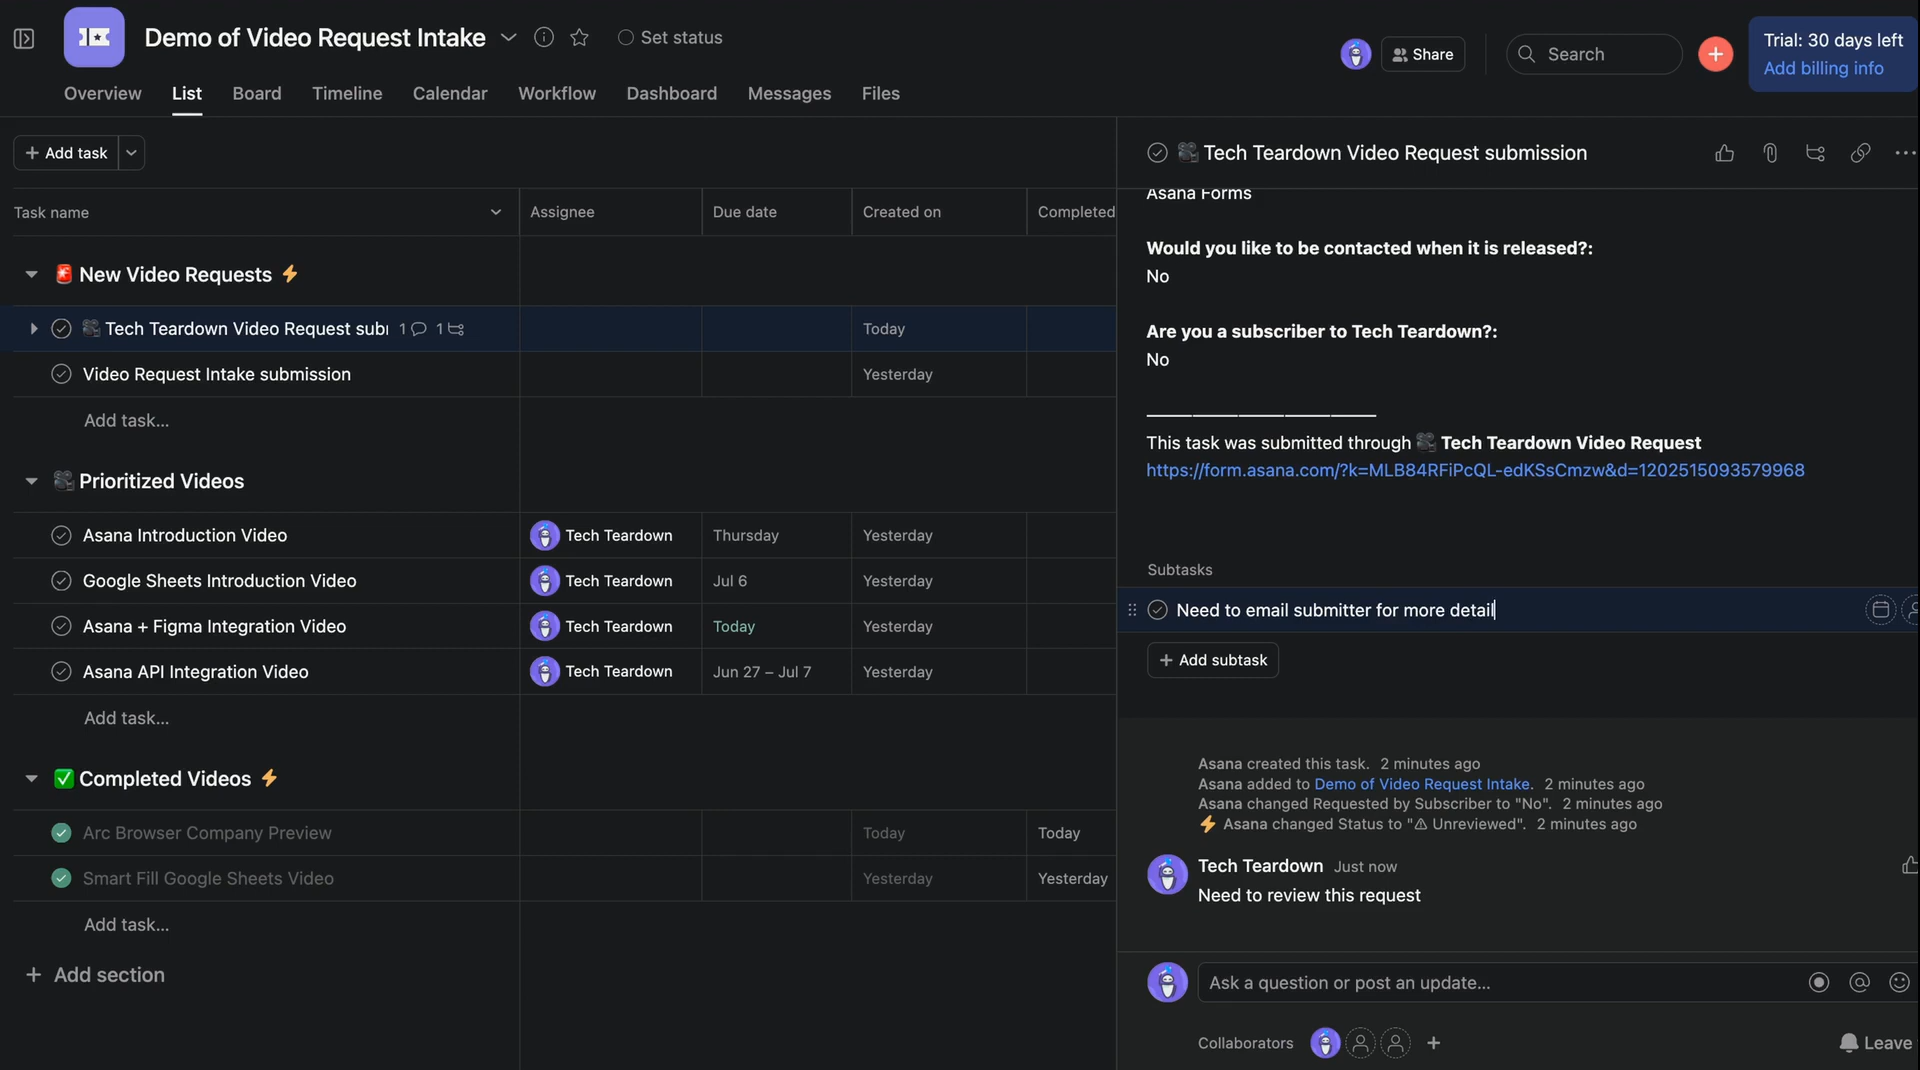 Demo of Video Request Intake
Set status
Share
Search
Trial: 30 days left
Add billing info
Overview
List
Board
Timeline
Calendar
Workflow
Dashboard
Messages
Files
+ Add task
Task name
Assignee
Due date
Created on
Completed
New Video Requests
Tech Teardown Video Request sub
1
1
Today
Video Request Intake submission
Yesterday
Add task...
Prioritized Videos
Asana Introduction Video
Tech Teardown
Thursday
Yesterday
Google Sheets Introduction Video
Tech Teardown
Jul 6
Yesterday
Asana + Figma Integration Video
Tech Teardown
Today
Yesterday
Asana API Integration Video
Tech Teardown
Jun 27 – Jul 7
Yesterday
Add task...
Completed Videos
Arc Browser Company Preview
Today
Today
Smart Fill Google Sheets Video
Yesterday
Yesterday
Add task...
+ Add section
Tech Teardown Video Request submission
Asana Forms
Would you like to be contacted when it is released?:
No
Are you a subscriber to Tech Teardown?:
No
This task was submitted through Tech Teardown Video Request
https://form.asana.com/?k=MLB84RFiPcQL-edKSsCmzw&d=1202515093579968
Subtasks
Need to email submitter for more detail
+ Add subtask
Asana created this task. 2 minutes ago
Asana added to Demo of Video Request Intake. 2 minutes ago
Asana changed Requested by Subscriber to "No". 2 minutes ago
Asana changed Status to "⚠ Unreviewed". 2 minutes ago
Tech Teardown Just now
Need to review this request
Ask a question or post an update...
Collaborators
Leave